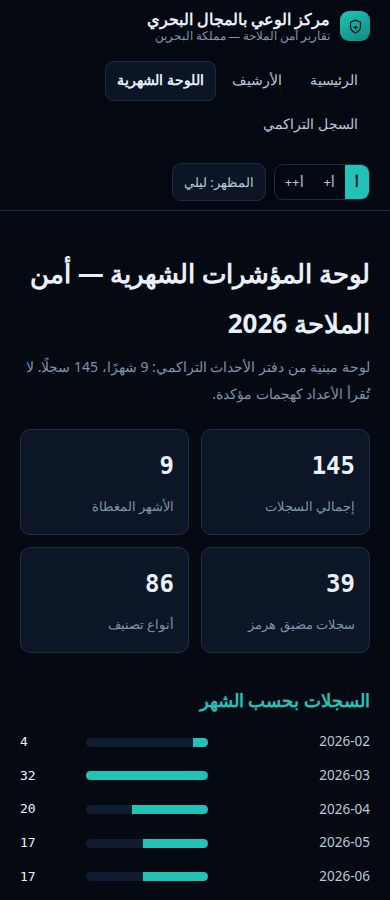 مركز الوعي بالمجال البحري
تقارير أمن الملاحة — مملكة البحرين
الرئيسية
الأرشيف
اللوحة الشهرية
السجل التراكمي
أ
أ+
أ++
المظهر: ليلي
لوحة المؤشرات الشهرية — أمن
الملاحة 2026
لوحة مبنية من دفتر الأحداث التراكمي: 9 شهرًا، 145 سجلًا. لا
تُقرأ الأعداد كهجمات مؤكدة.
145
إجمالي السجلات
9
الأشهر المغطاة
39
سجلات مضيق هرمز
86
أنواع تصنيف
السجلات بحسب الشهر
2026-02 4
2026-03 32
2026-04 20
2026-05 17
2026-06 17